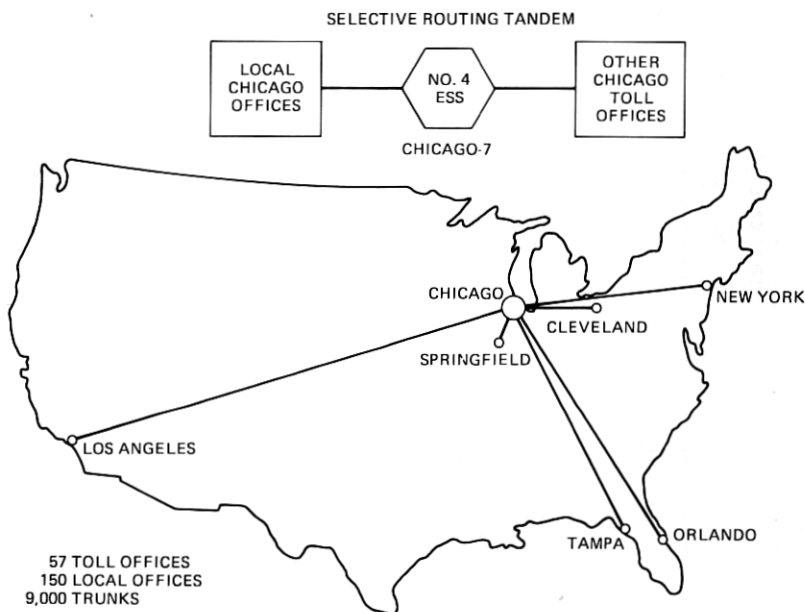 SELECTIVE ROUTING TANDEM
LOCAL
CHICAGO
OFFICES
NO. 4
ESS
OTHER
CHICAGO
TOLL
OFFICES
CHICAGO-7
CHICAGO
NEW YORK
CLEVELAND
SPRINGFIELD
LOS ANGELES
TAMPA
ORLANDO
57 TOLL OFFICES
150 LOCAL OFFICES
9,000 TRUNKS